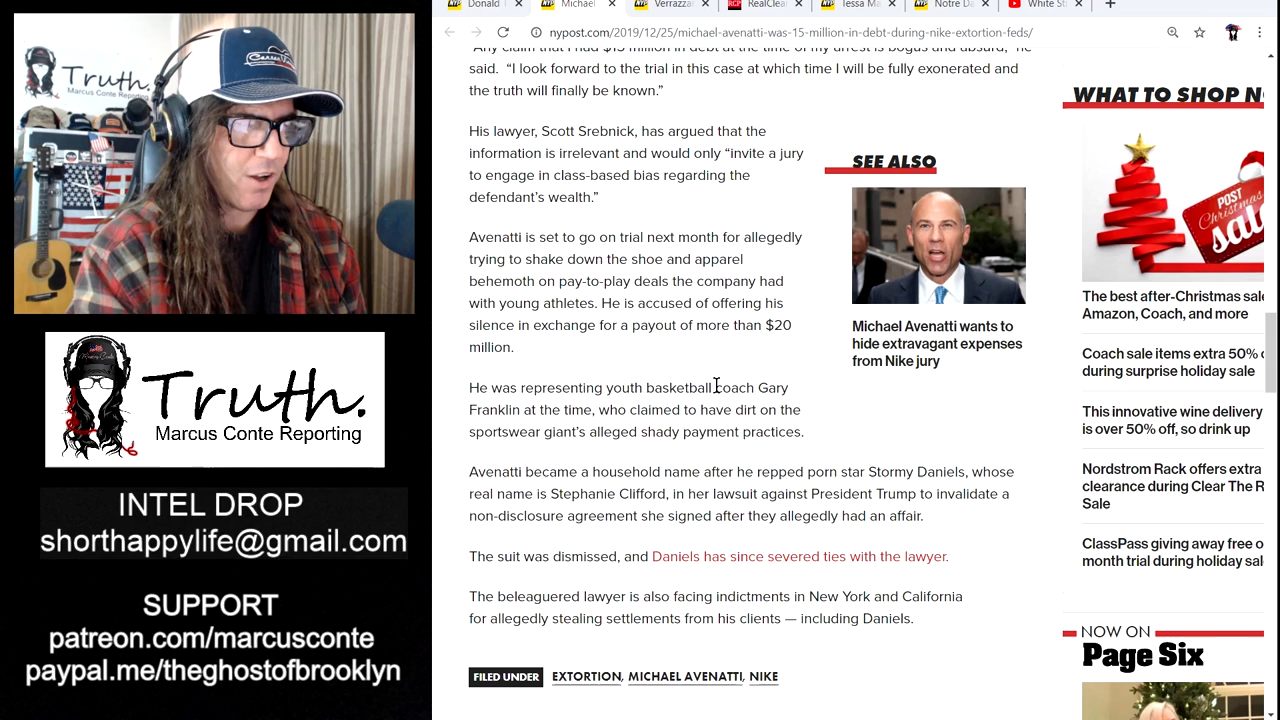 Truth.
Marcus Conte Reporting
Truth.
Marcus Conte Reporting
INTEL DROP
shorthappylife@gmail.com
SUPPORT
patreon.com/marcusconte
paypal.me/theghostofbrooklyn
Donald
Michael
Verrazza
RealClea
Tessa Ma
Notre Da
White S
nypost.com/2019/12/25/michael-avenatti-was-15-million-in-debt-during-nike-extortion-feds/
“Any claim that I had $15 million in debt at the time of my arrest is bogus and absurd,” he
said. “I look forward to the trial in the case at which time I will be fully exonerated and
the truth will finally be known.”
His lawyer, Scott Srebnick, has argued that the
information is irrelevant and would only “invite a jury
to engage in class-based bias regarding the
defendant’s wealth.”
Avenatti is set to go on trial next month for allegedly
trying to shake down the shoe and apparel
behemoth on pay-to-play deals the company had
with young athletes. He is accused of offering his
silence in exchange for a payout of more than $20
million.
He was representing youth basketball coach Gary
Franklin at the time, who claimed to have dirt on the
sportswear giant’s alleged shady payment practices.
Avenatti became a household name after he repped porn star Stormy Daniels, whose
real name is Stephanie Clifford, in her lawsuit against President Trump to invalidate a
non-disclosure agreement she signed after they allegedly had an affair.
The suit was dismissed, and Daniels has since severed ties with the lawyer.
The beleaguered lawyer is also facing indictments in New York and California
for allegedly stealing settlements from his clients — including Daniels.
FILED UNDER EXTORTION, MICHAEL AVENATTI, NIKE
SEE ALSO
Michael Avenatti wants to
hide extravagant expenses
from Nike jury
WHAT TO SHOP N
POST
Christmas
sale
The best after-Christmas sale
Amazon, Coach, and more
Coach sale items extra 50% o
during surprise holiday sale
This innovative wine delivery
is over 50% off, so drink up
Nordstrom Rack offers extra
clearance during Clear The R
Sale
ClassPass giving away free o
month trial during holiday sal
NOW ON
Page Six